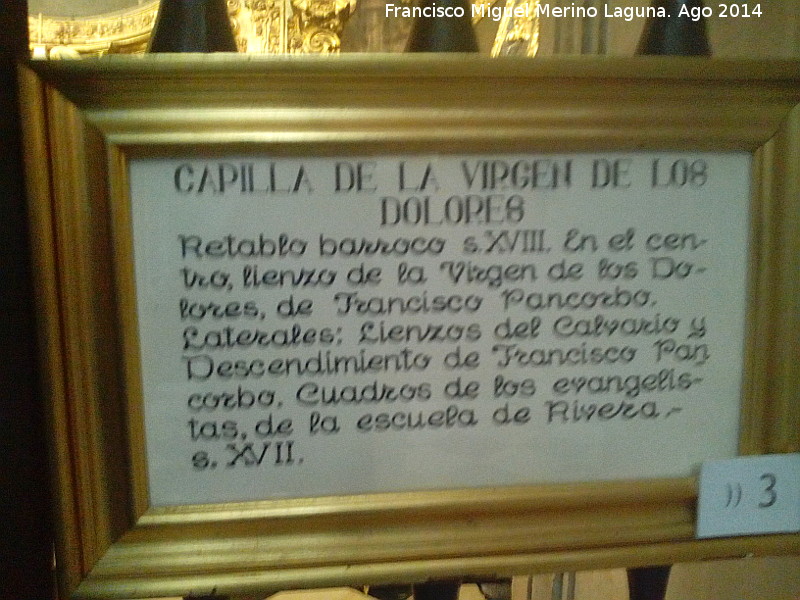 Francisco Miguel Merino Laguna. Ago 2014
CAPILLA DE LA VIRGEN DE LOS
DOLORES
Retablo barroco s.XVIII. En el cen-
tro, lienzo de la Virgen de los Do-
lores, de Francisco Pancorbo.
Laterales: Lienzos del Calvario y
Descendimiento de Francisco Pan
corbo. Cuadros de los evangelis-
tas, de la escuela de Rivera.-
s. XVII.
)) 3